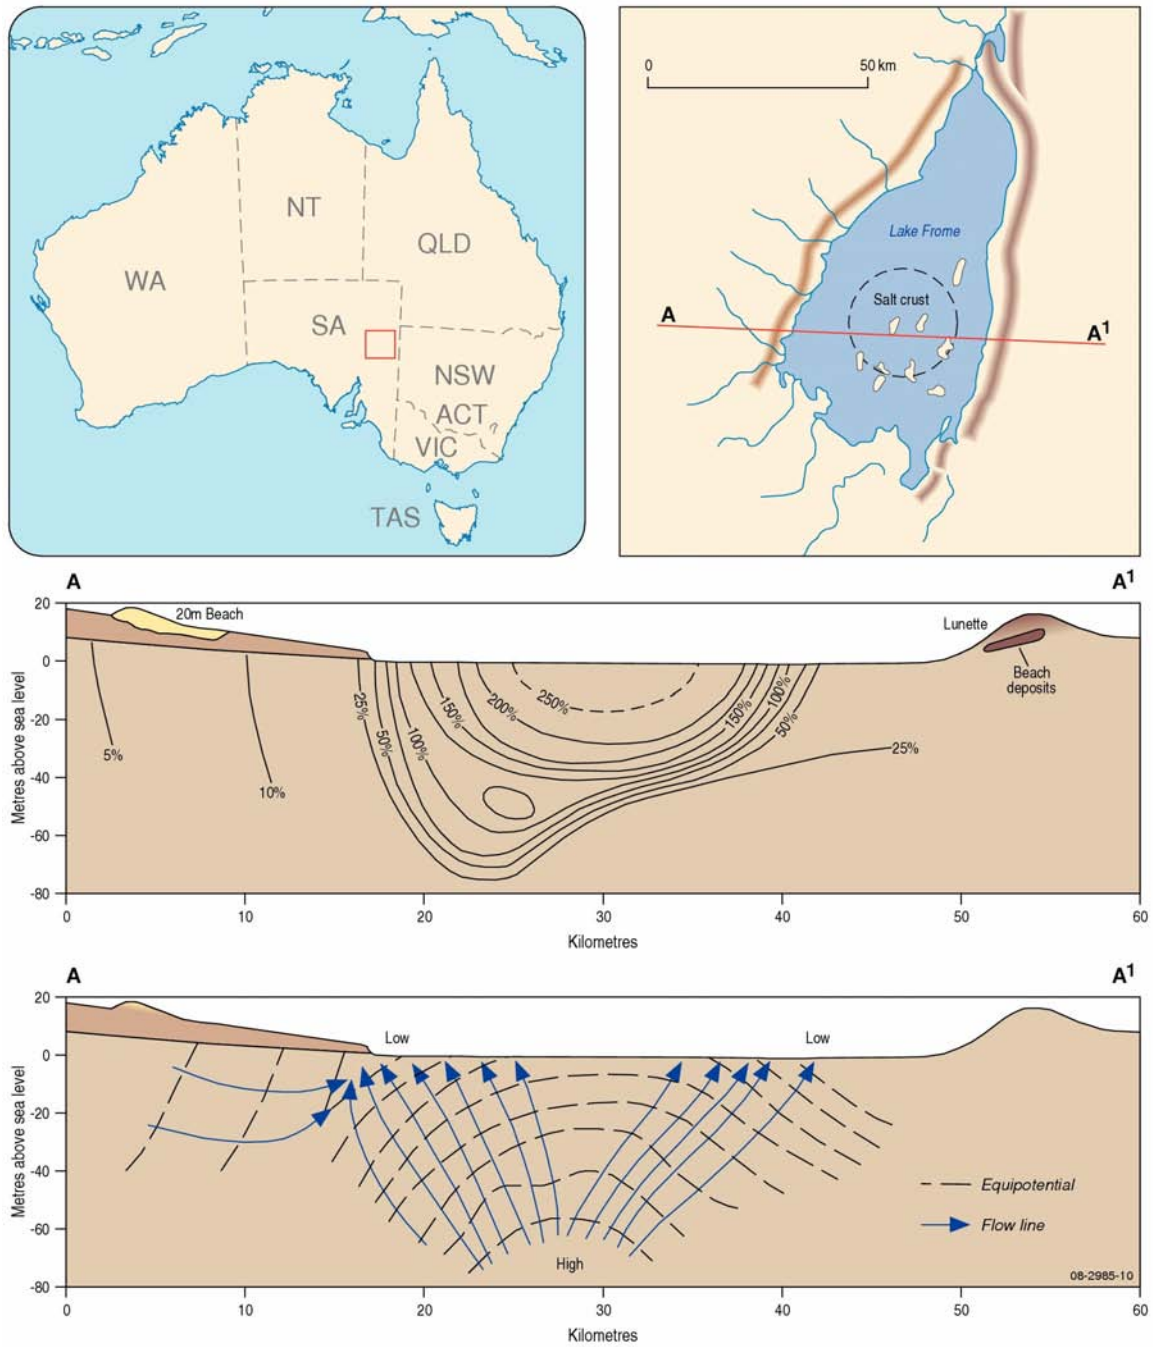 NT
QLD
WA
SA
NSW
ACT
VIC
TAS
0 50 km
Lake Frome
Salt crust
A
A1
A A1
20m Beach
Lunette
Beach
deposits
Metres above sea level
20
0
-20
-40
-60
-80
5%
10%
25%
50%
100%
150%
200%
250%
150%
100%
50%
25%
0 10 20 30 40 50 60
Kilometres
A A1
Low Low
Metres above sea level
20
0
-20
-40
-60
-80
Equipotential
Flow line
High
08-2985-10
0 10 20 30 40 50 60
Kilometres